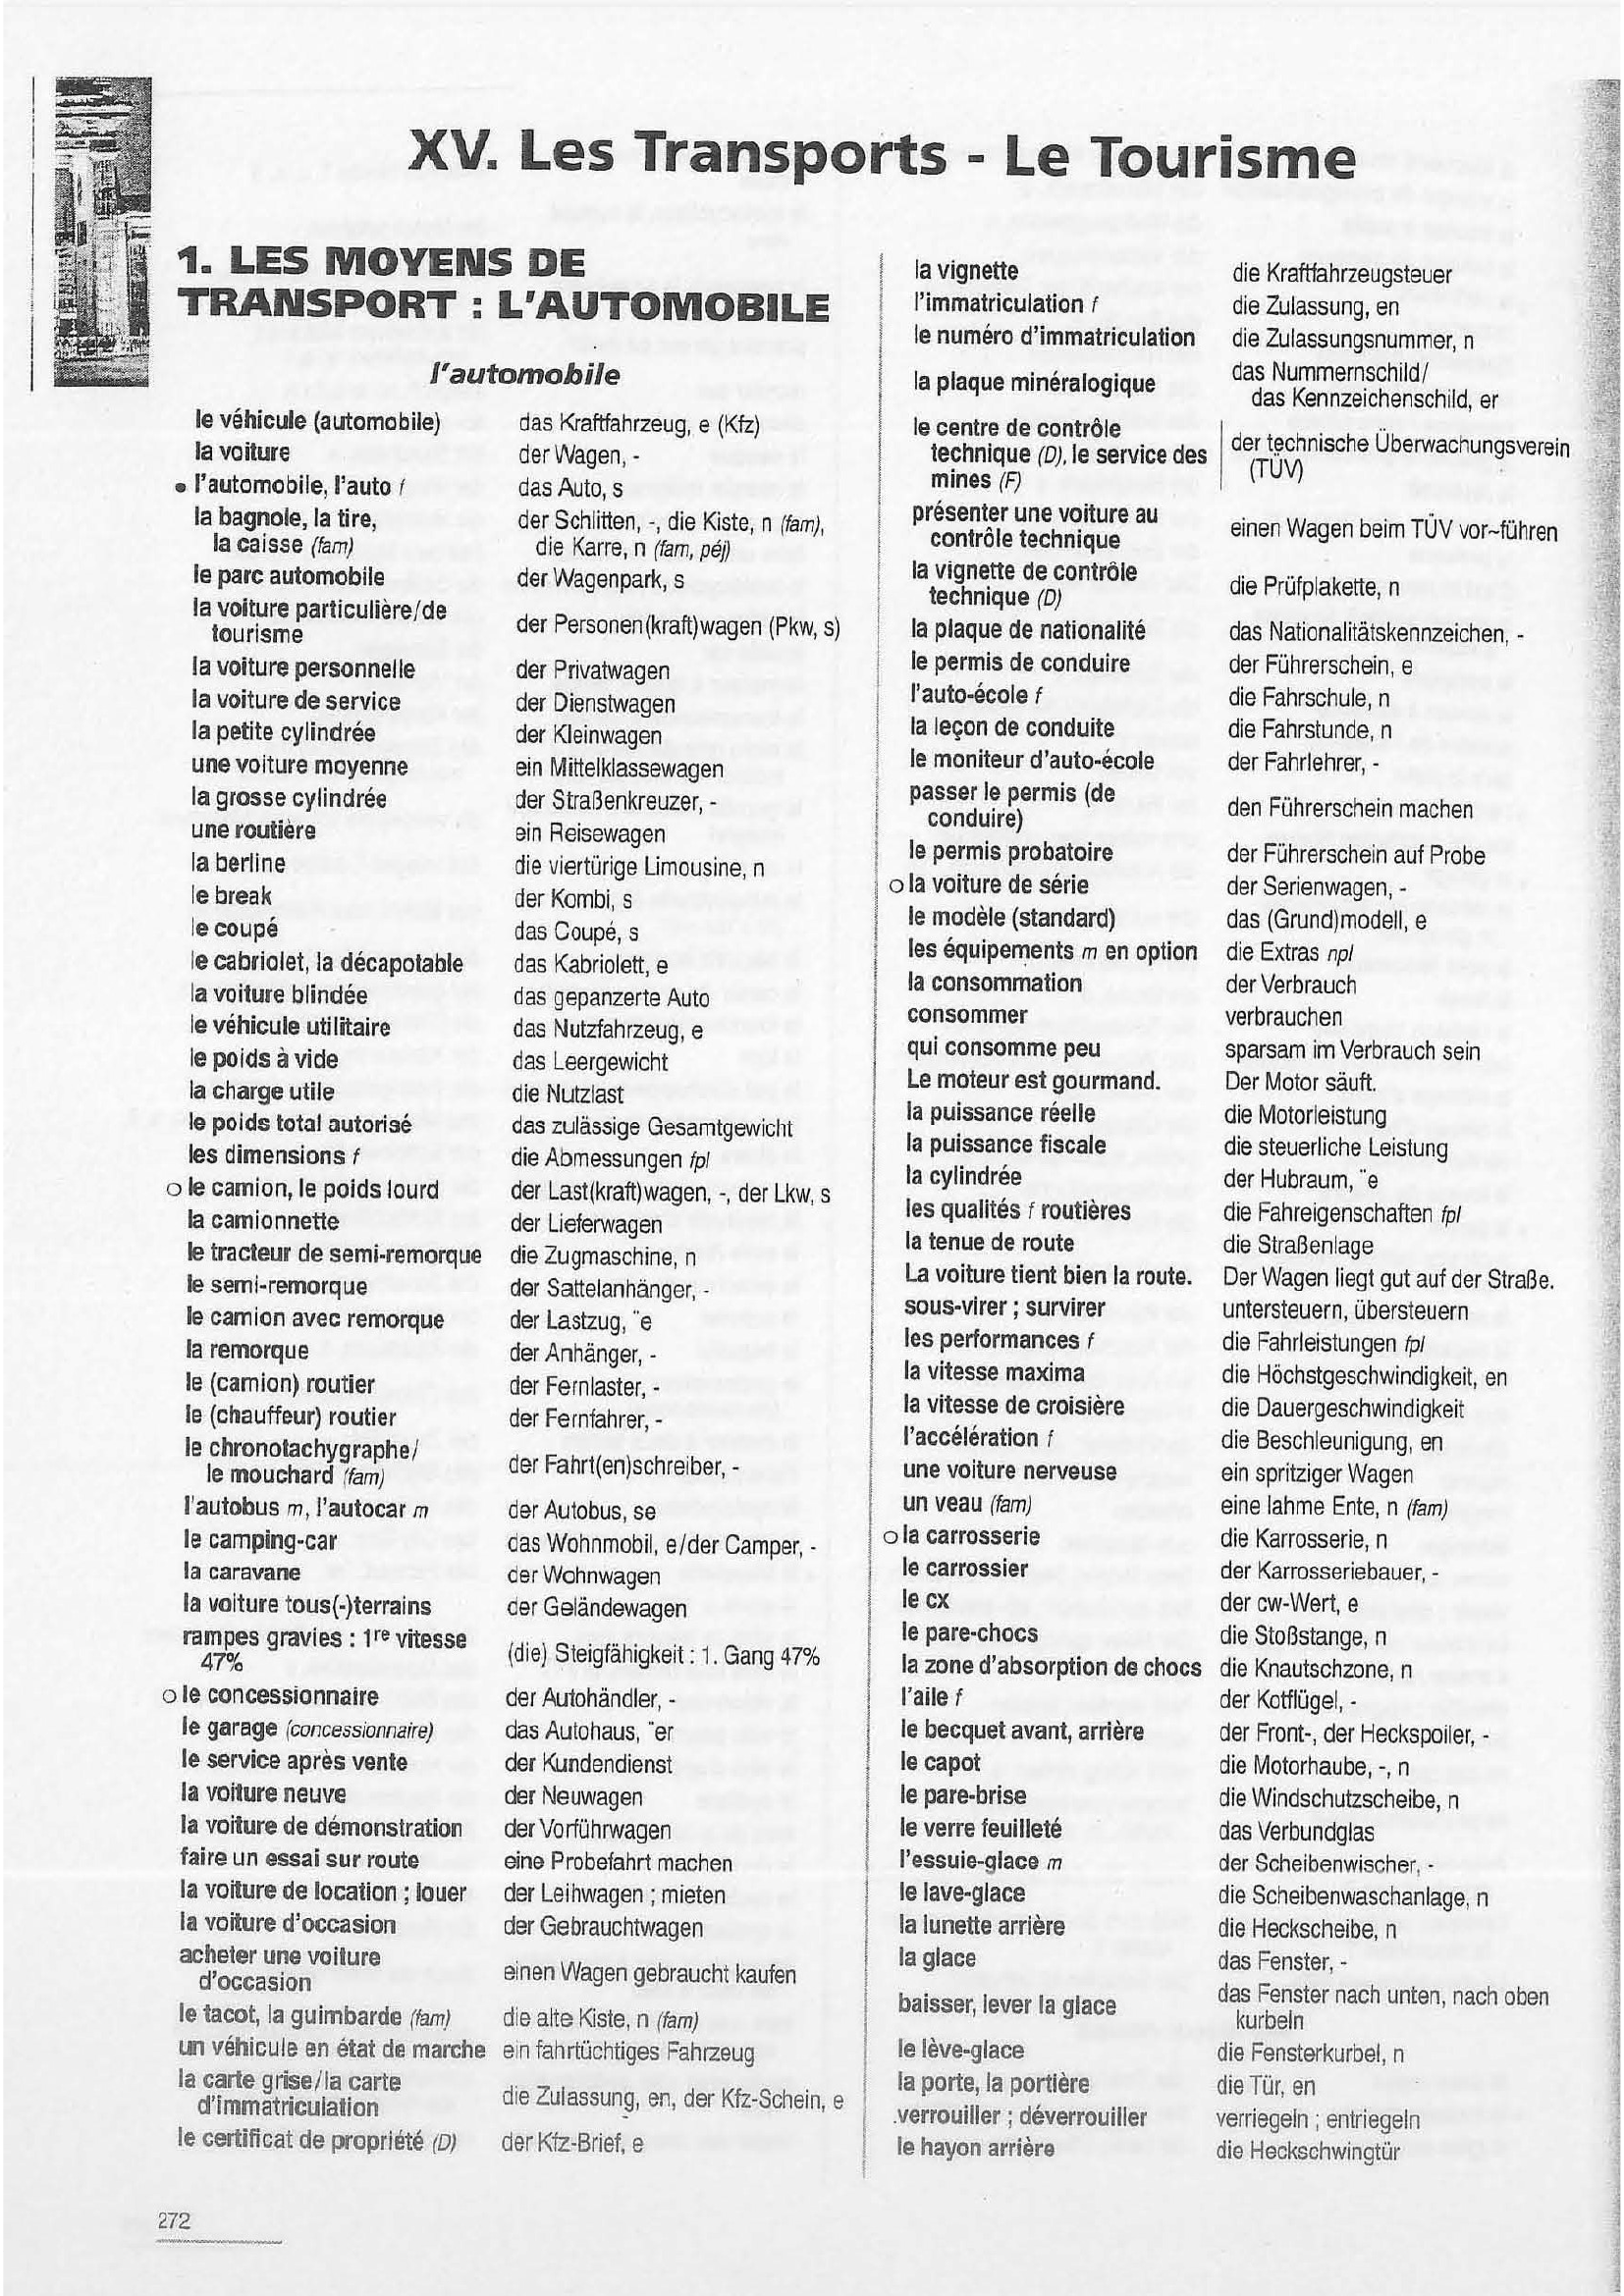 XV. Les Transports - Le Tourisme
1. LES MOYENS DE
TRANSPORT : L'AUTOMOBILE
l'automobile
le véhicule (automobile) das Kraftfahrzeug, e (Kfz)
la voiture der Wagen, -
• l'automobile, l'auto f das Auto, s
la bagnole, la tire, der Schlitten, -, die Kiste, n (fam),
la caisse (fam) die Karre, n (fam, péj)
le parc automobile der Wagenpark, s
la voiture particulière/de
tourisme der Personen(kraft)wagen (Pkw, s)
la voiture personnelle der Privatwagen
la voiture de service der Dienstwagen
la petite cylindrée der Kleinwagen
une voiture moyenne ein Mittelklassewagen
la grosse cylindrée der Straßenkreuzer, -
une routière ein Reisewagen
la berline die viertürige Limousine, n
le break der Kombi, s
le coupé das Coupé, s
le cabriolet, la décapotable das Kabriolett, e
la voiture blindée das gepanzerte Auto
le véhicule utilitaire das Nutzfahrzeug, e
le poids à vide das Leergewicht
la charge utile die Nutzlast
le poids total autorisé das zulässige Gesamtgewicht
les dimensions f die Abmessungen fpl
o le camion, le poids lourd der Last(kraft)wagen, -, der Lkw, s
la camionnette der Lieferwagen
le tracteur de semi-remorque die Zugmaschine, n
le semi-remorque der Sattelanhänger, -
le camion avec remorque der Lastzug, ¨e
la remorque der Anhänger, -
le (camion) routier der Fernlaster, -
le (chauffeur) routier der Fernfahrer, -
le chronotachygraphe/
le mouchard (fam) der Fahrt(en)schreiber, -
l'autobus m, l'autocar m der Autobus, se
le camping-car das Wohnmobil, e/der Camper, -
la caravane der Wohnwagen
la voiture tous(-)terrains der Geländewagen
rampes gravies : 1re vitesse
47% (die) Steigfähigkeit : 1. Gang 47%
o le concessionnaire der Autohändler, -
le garage (concessionnaire) das Autohaus, ¨er
le service après vente der Kundendienst
la voiture neuve der Neuwagen
la voiture de démonstration der Vorführwagen
faire un essai sur route eine Probefahrt machen
la voiture de location ; louer der Leihwagen ; mieten
la voiture d'occasion der Gebrauchtwagen
acheter une voiture
d'occasion einen Wagen gebraucht kaufen
le tacot, la guimbarde (fam) die alte Kiste, n (fam)
un véhicule en état de marche ein fahrtüchtiges Fahrzeug
la carte grise/la carte
d'immatriculation die Zulassung, en, der Kfz-Schein, e
le certificat de propriété (D) der Kfz-Brief, e
la vignette die Kraftfahrzeugsteuer
l'immatriculation f die Zulassung, en
le numéro d'immatriculation die Zulassungsnummer, n
la plaque minéralogique das Nummernschild/
das Kennzeichenschild, er
le centre de contrôle
technique (D), le service des der technische Überwachungsverein
mines (F) (TÜV)
présenter une voiture au
contrôle technique einen Wagen beim TÜV vor~führen
la vignette de contrôle
technique (D) die Prüfplakette, n
la plaque de nationalité das Nationalitätskennzeichen, -
le permis de conduire der Führerschein, e
l'auto-école f die Fahrschule, n
la leçon de conduite die Fahrstunde, n
le moniteur d'auto-école der Fahrlehrer, -
passer le permis (de
conduire) den Führerschein machen
le permis probatoire der Führerschein auf Probe
o la voiture de série der Serienwagen, -
le modèle (standard) das (Grund)modell, e
les équipements m en option die Extras npl
la consommation der Verbrauch
consommer verbrauchen
qui consomme peu sparsam im Verbrauch sein
Le moteur est gourmand. Der Motor säuft.
la puissance réelle die Motorleistung
la puissance fiscale die steuerliche Leistung
la cylindrée der Hubraum, ¨e
les qualités f routières die Fahreigenschaften fpl
la tenue de route die Straßenlage
La voiture tient bien la route. Der Wagen liegt gut auf der Straße.
sous-virer ; survirer untersteuern, übersteuern
les performances f die Fahrleistungen fpl
la vitesse maxima die Höchstgeschwindigkeit, en
la vitesse de croisière die Dauergeschwindigkeit
l'accélération f die Beschleunigung, en
une voiture nerveuse ein spritziger Wagen
un veau (fam) eine lahme Ente, n (fam)
o la carrosserie die Karrosserie, n
le carrossier der Karrosseriebauer, -
le cx der cw-Wert, e
le pare-chocs die Stoßstange, n
la zone d'absorption de chocs die Knautschzone, n
l'aile f der Kotflügel, -
le becquet avant, arrière der Front-, der Heckspoiler, -
le capot die Motorhaube, -, n
le pare-brise die Windschutzscheibe, n
le verre feuilleté das Verbundglas
l'essuie-glace m der Scheibenwischer, -
le lave-glace die Scheibenwaschanlage, n
la lunette arrière die Heckscheibe, n
la glace das Fenster, -
baisser, lever la glace das Fenster nach unten, nach oben
kurbeln
le lève-glace die Fensterkurbel, n
la porte, la portière die Tür, en
verrouiller ; déverrouiller verriegeln ; entriegeln
le hayon arrière die Heckschwingtür
272